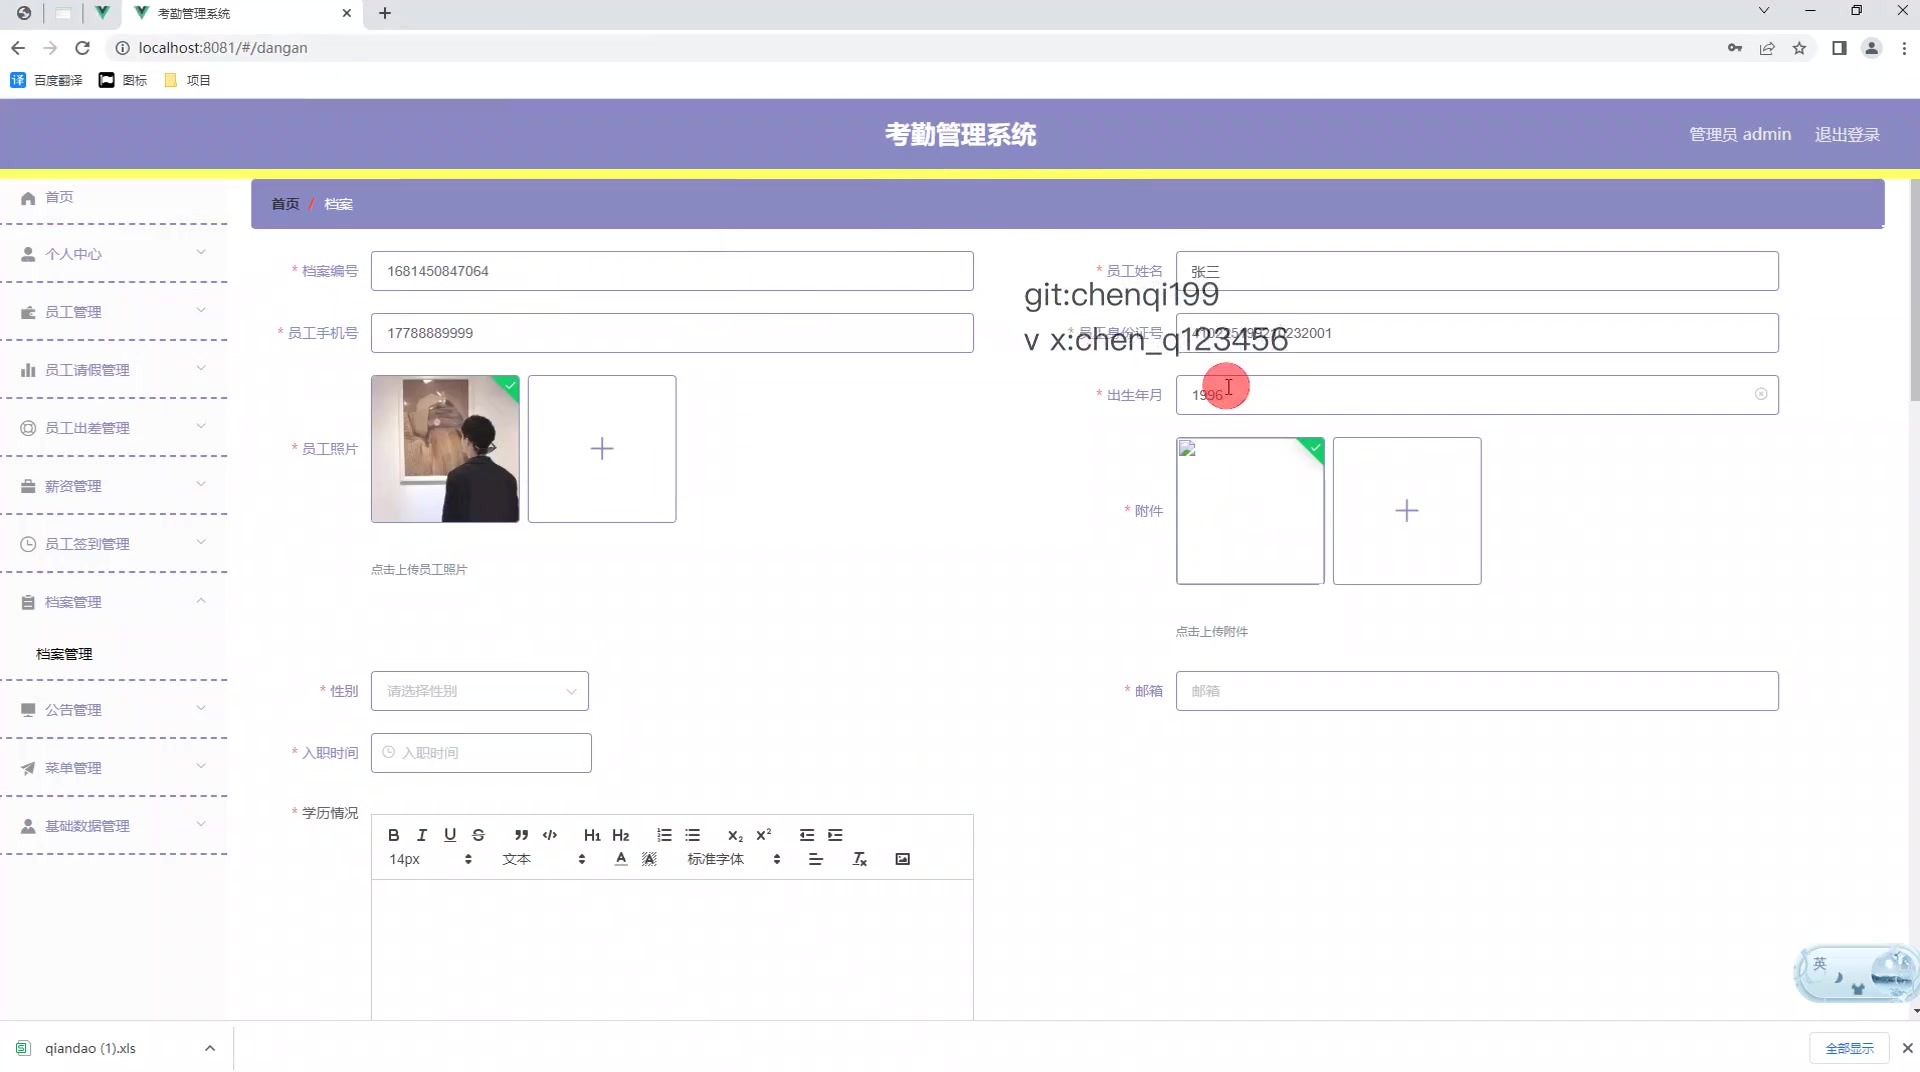 考勤管理系统
localhost:8081/#/dangan
百度翻译 图标 项目
考勤管理系统
管理员 admin 退出登录
首页
个人中心
员工管理
员工请假管理
员工出差管理
薪资管理
员工签到管理
档案管理
档案管理
公告管理
菜单管理
基础数据管理
首页 / 档案
* 档案编号 1681450847064
* 员工姓名 张三
git:chenqi199
* 员工手机号 17788889999
* 员工身份证号
v x:chen_q123456
* 员工照片
点击上传员工照片
* 出生年月 1996
* 附件
点击上传附件
* 性别 请选择性别
* 邮箱 邮箱
* 入职时间 入职时间
* 学历情况
B I U S ” </> H1 H2 X2 X2
14px 文本 A A 标准字体 Tx
英
qiandao (1).xls
全部显示